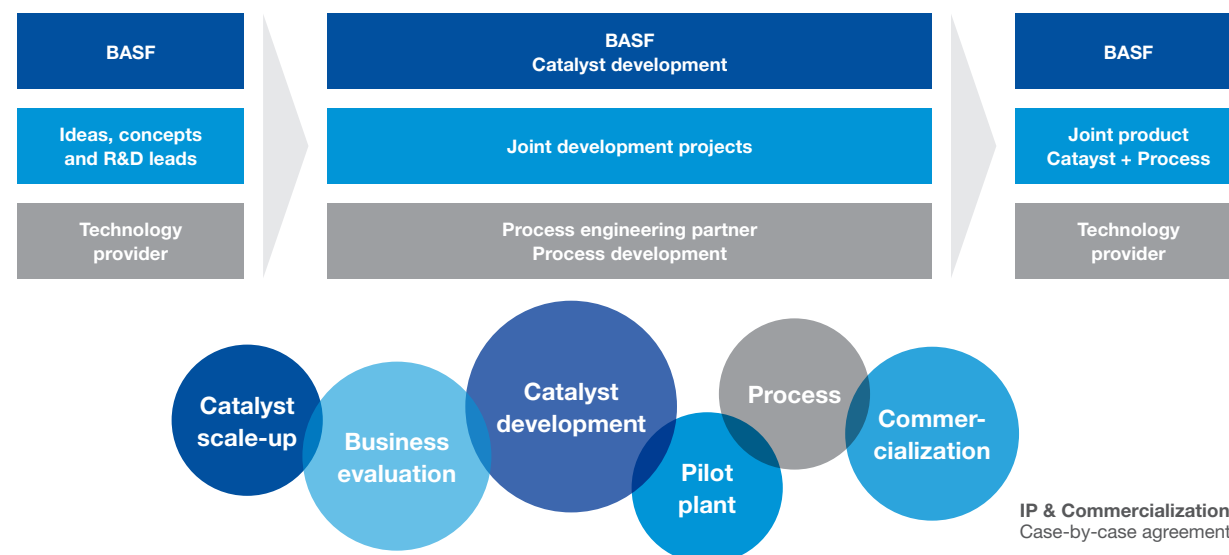 BASF
Ideas, concepts
and R&D leads
Technology
provider
BASF
Catalyst development
Joint development projects
Process engineering partner
Process development
BASF
Joint product
Catayst + Process
Technology
provider
Catalyst
scale-up
Business
evaluation
Catalyst
development
Pilot
plant
Process
Commer-
cialization
IP & Commercialization
Case-by-case agreement